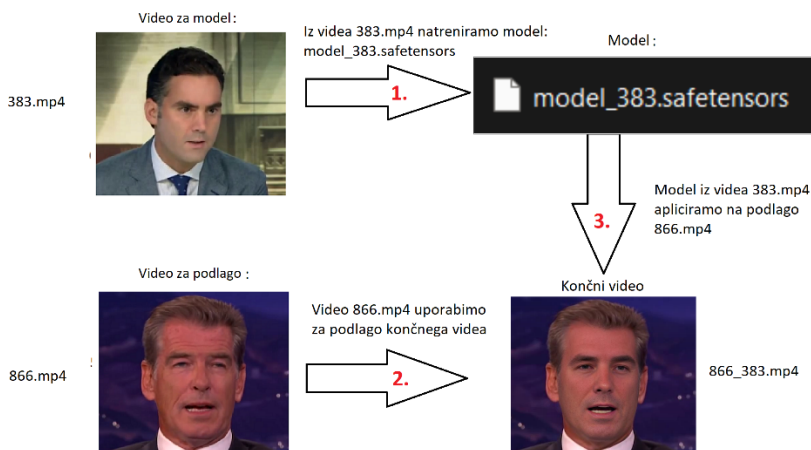 Video za model :
Iz videa 383.mp4 natreniramo model:
model_383.safetensors
Model :
383.mp4
1.
model_383.safetensors
3.
Model iz videa 383.mp4
apliciramo na podlago
866.mp4
Video za podlago :
Video 866.mp4 uporabimo
za podlago končnega videa
Končni video
866.mp4
2.
866_383.mp4